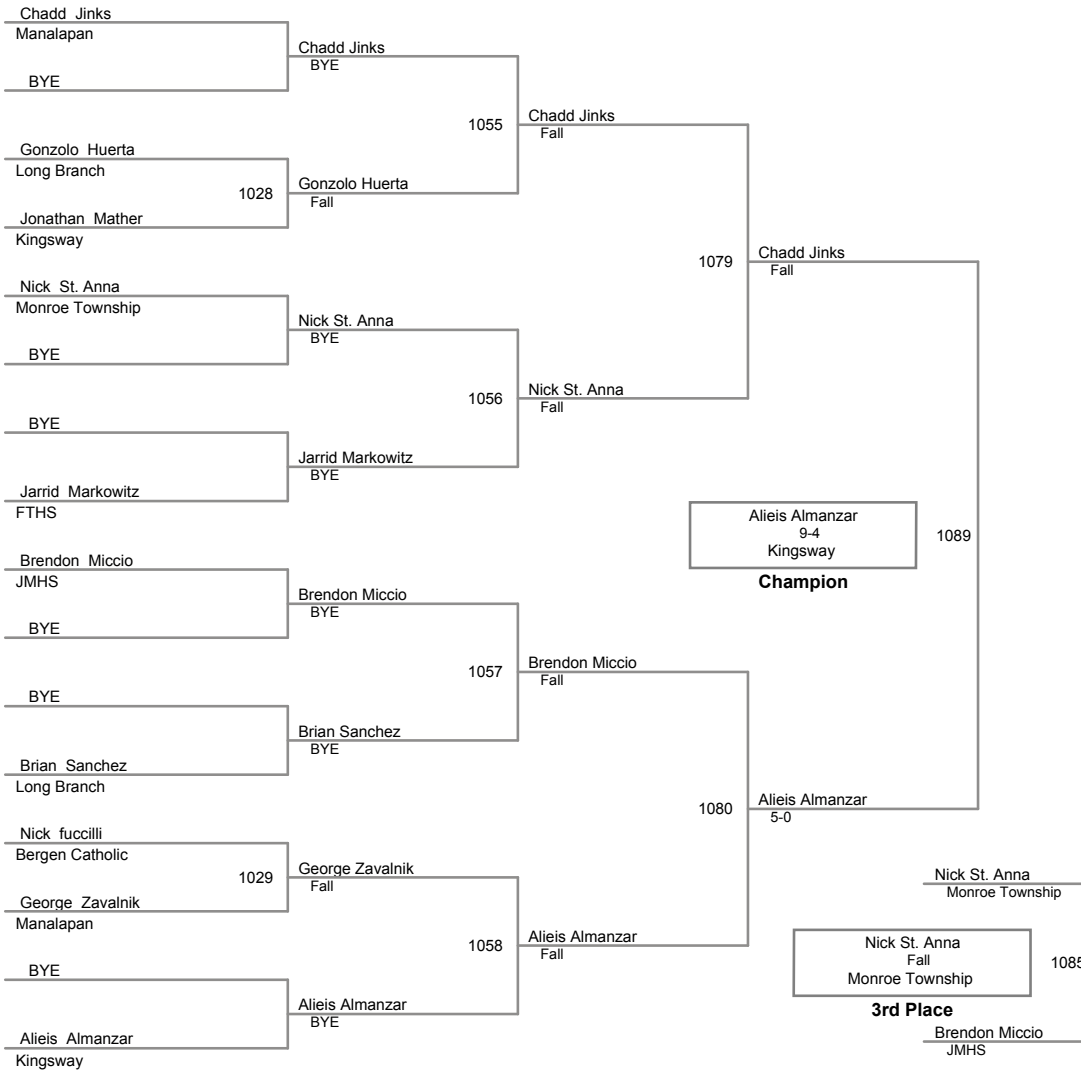 Chadd Jinks
Manalapan
Chadd Jinks
BYE
BYE
1055
Chadd Jinks
Fall
Gonzolo Huerta
Long Branch
1028
Gonzolo Huerta
Fall
Jonathan Mather
Kingsway
1079
Chadd Jinks
Fall
Nick St. Anna
Monroe Township
Nick St. Anna
BYE
BYE
1056
Nick St. Anna
Fall
BYE
Jarrid Markowitz
BYE
Jarrid Markowitz
FTHS
Alieis Almanzar
9-4
Kingsway
1089
Champion
Brendon Miccio
JMHS
Brendon Miccio
BYE
BYE
1057
Brendon Miccio
Fall
BYE
Brian Sanchez
BYE
Brian Sanchez
Long Branch
1080
Alieis Almanzar
5-0
Nick fuccilli
Bergen Catholic
1029
George Zavalnik
Fall
George Zavalnik
Manalapan
1058
Alieis Almanzar
Fall
BYE
Alieis Almanzar
BYE
Alieis Almanzar
Kingsway
Nick St. Anna
Monroe Township
Nick St. Anna
Fall
Monroe Township
1085
3rd Place
Brendon Miccio
JMHS